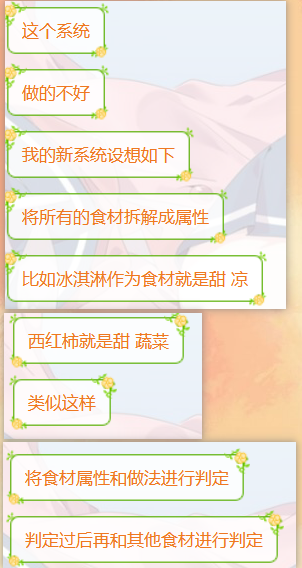 这个系统
做的不好
我的新系统设想如下
将所有的食材拆解成属性
比如冰淇淋作为食材就是甜 凉
西红柿就是甜 蔬菜
类似这样
将食材属性和做法进行判定
判定过后再和其他食材进行判定